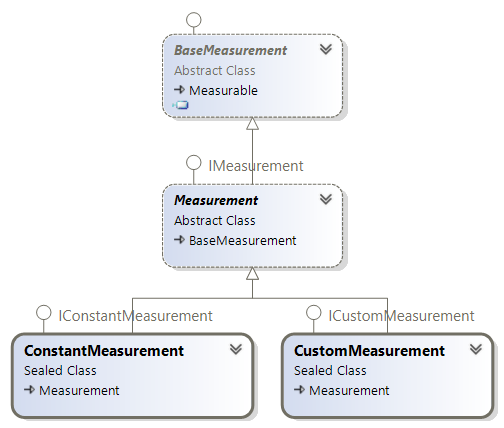 BaseMeasurement
Abstract Class
Measurable
IMeasurement
Measurement
Abstract Class
BaseMeasurement
IConstantMeasurement
ICustomMeasurement
ConstantMeasurement
Sealed Class
Measurement
CustomMeasurement
Sealed Class
Measurement